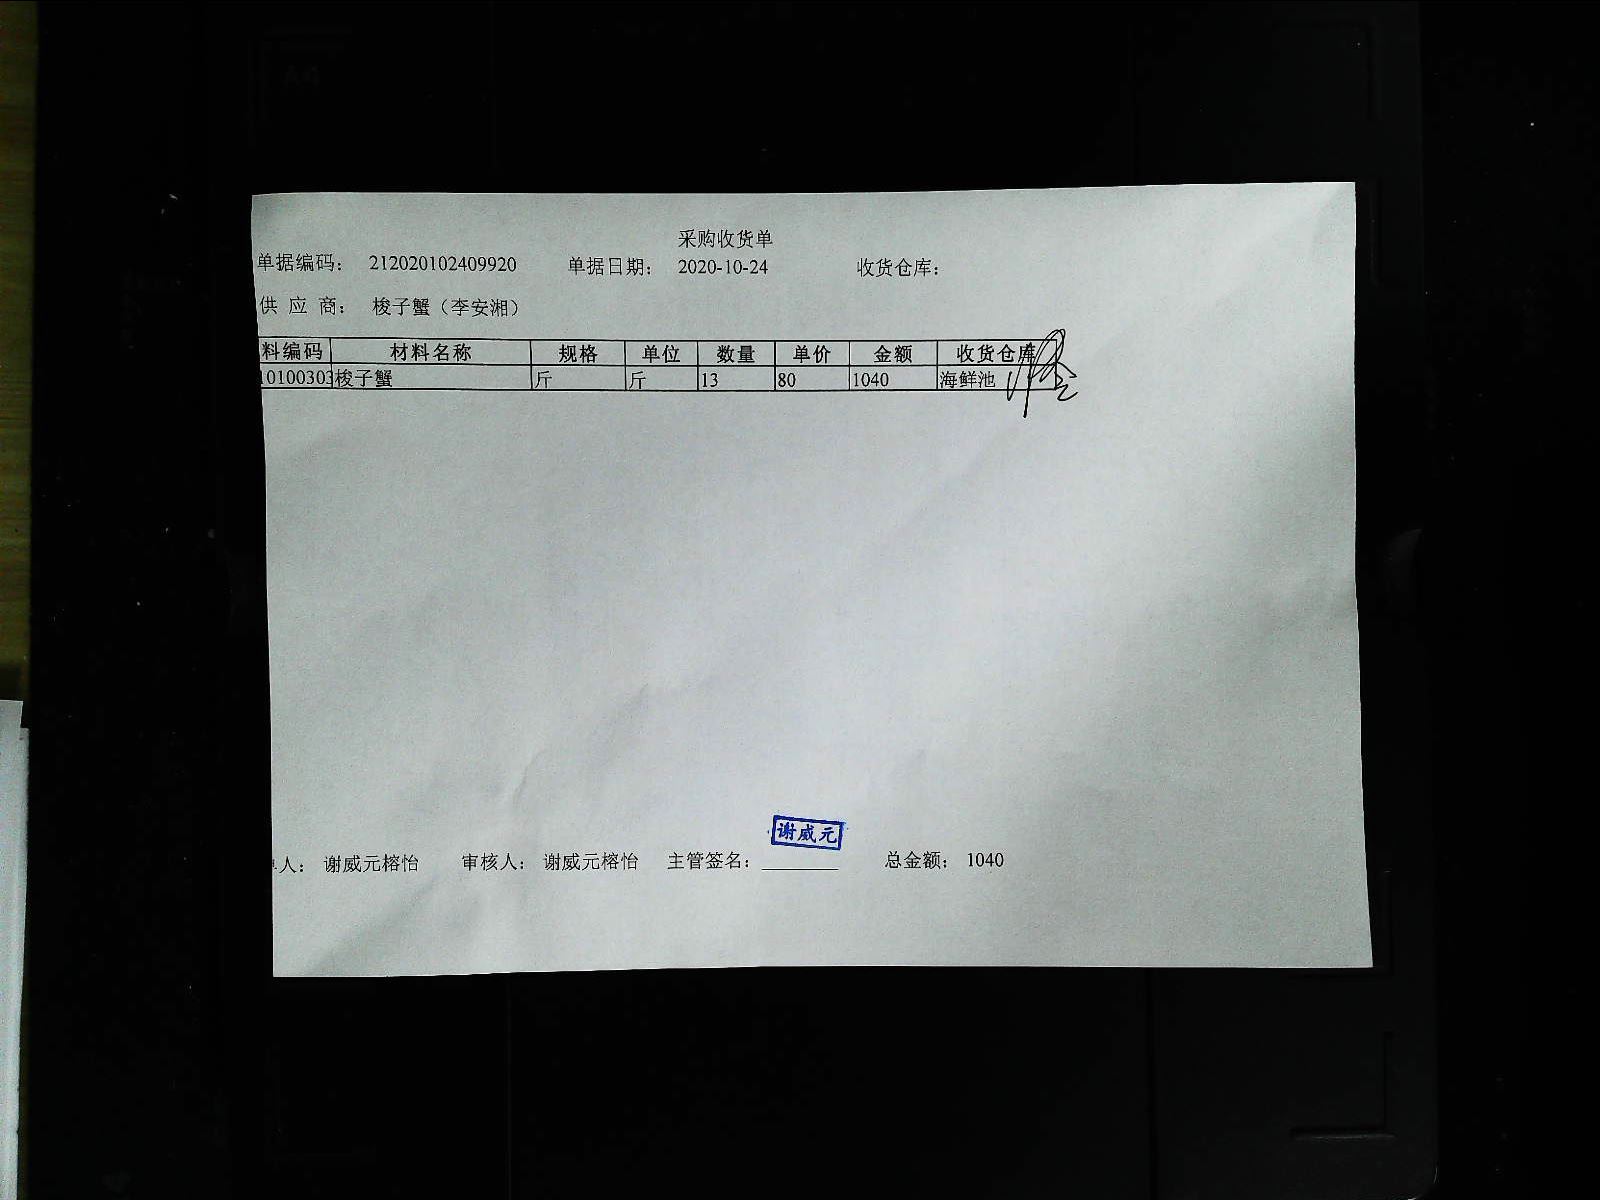 采购收货单
单据编码： 212020102409920 单据日期： 2020-10-24 收货仓库：
供 应 商： 梭子蟹（李安湘）
料编码 材料名称 规格 单位 数量 单价 金额 收货仓库
10100303 梭子蟹 斤 斤 13 80 1040 海鲜池
谢威元
人： 谢威元榕怡 审核人： 谢威元榕怡 主管签名： 总金额： 1040